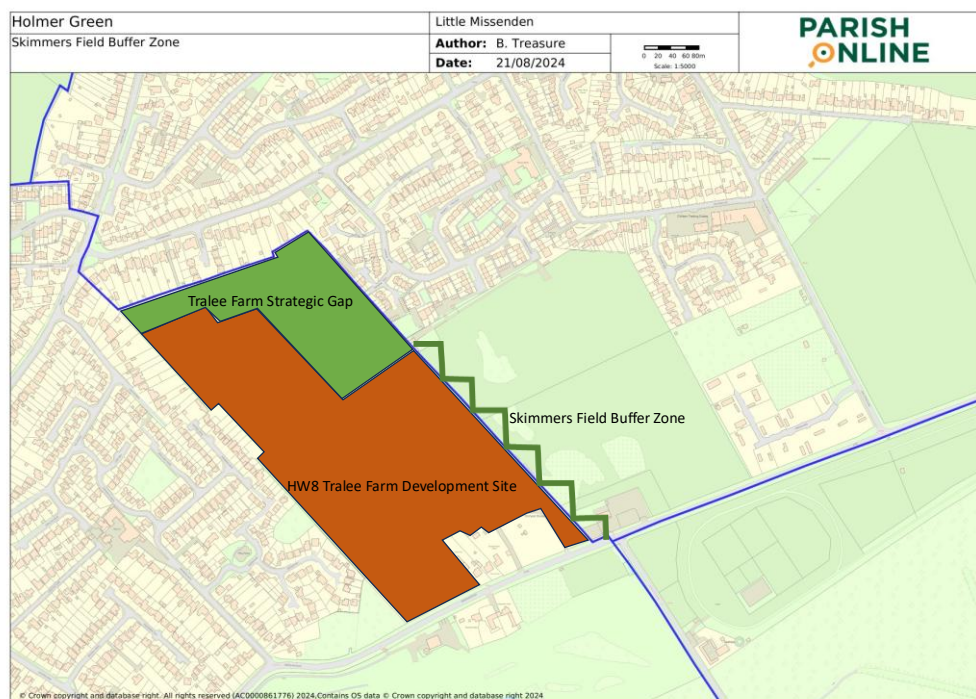 Holmer Green
Skimmers Field Buffer Zone
Little Missenden
Author: B. Treasure
Date: 21/08/2024
0 20 40 60 80m
Scale: 1:5000
PARISH
ONLINE
Tralee Farm Strategic Gap
Skimmers Field Buffer Zone
HW8 Tralee Farm Development Site
© Crown copyright and database right. All rights reserved (AC0000861776) 2024,Contains OS data © Crown copyright and database right 2024